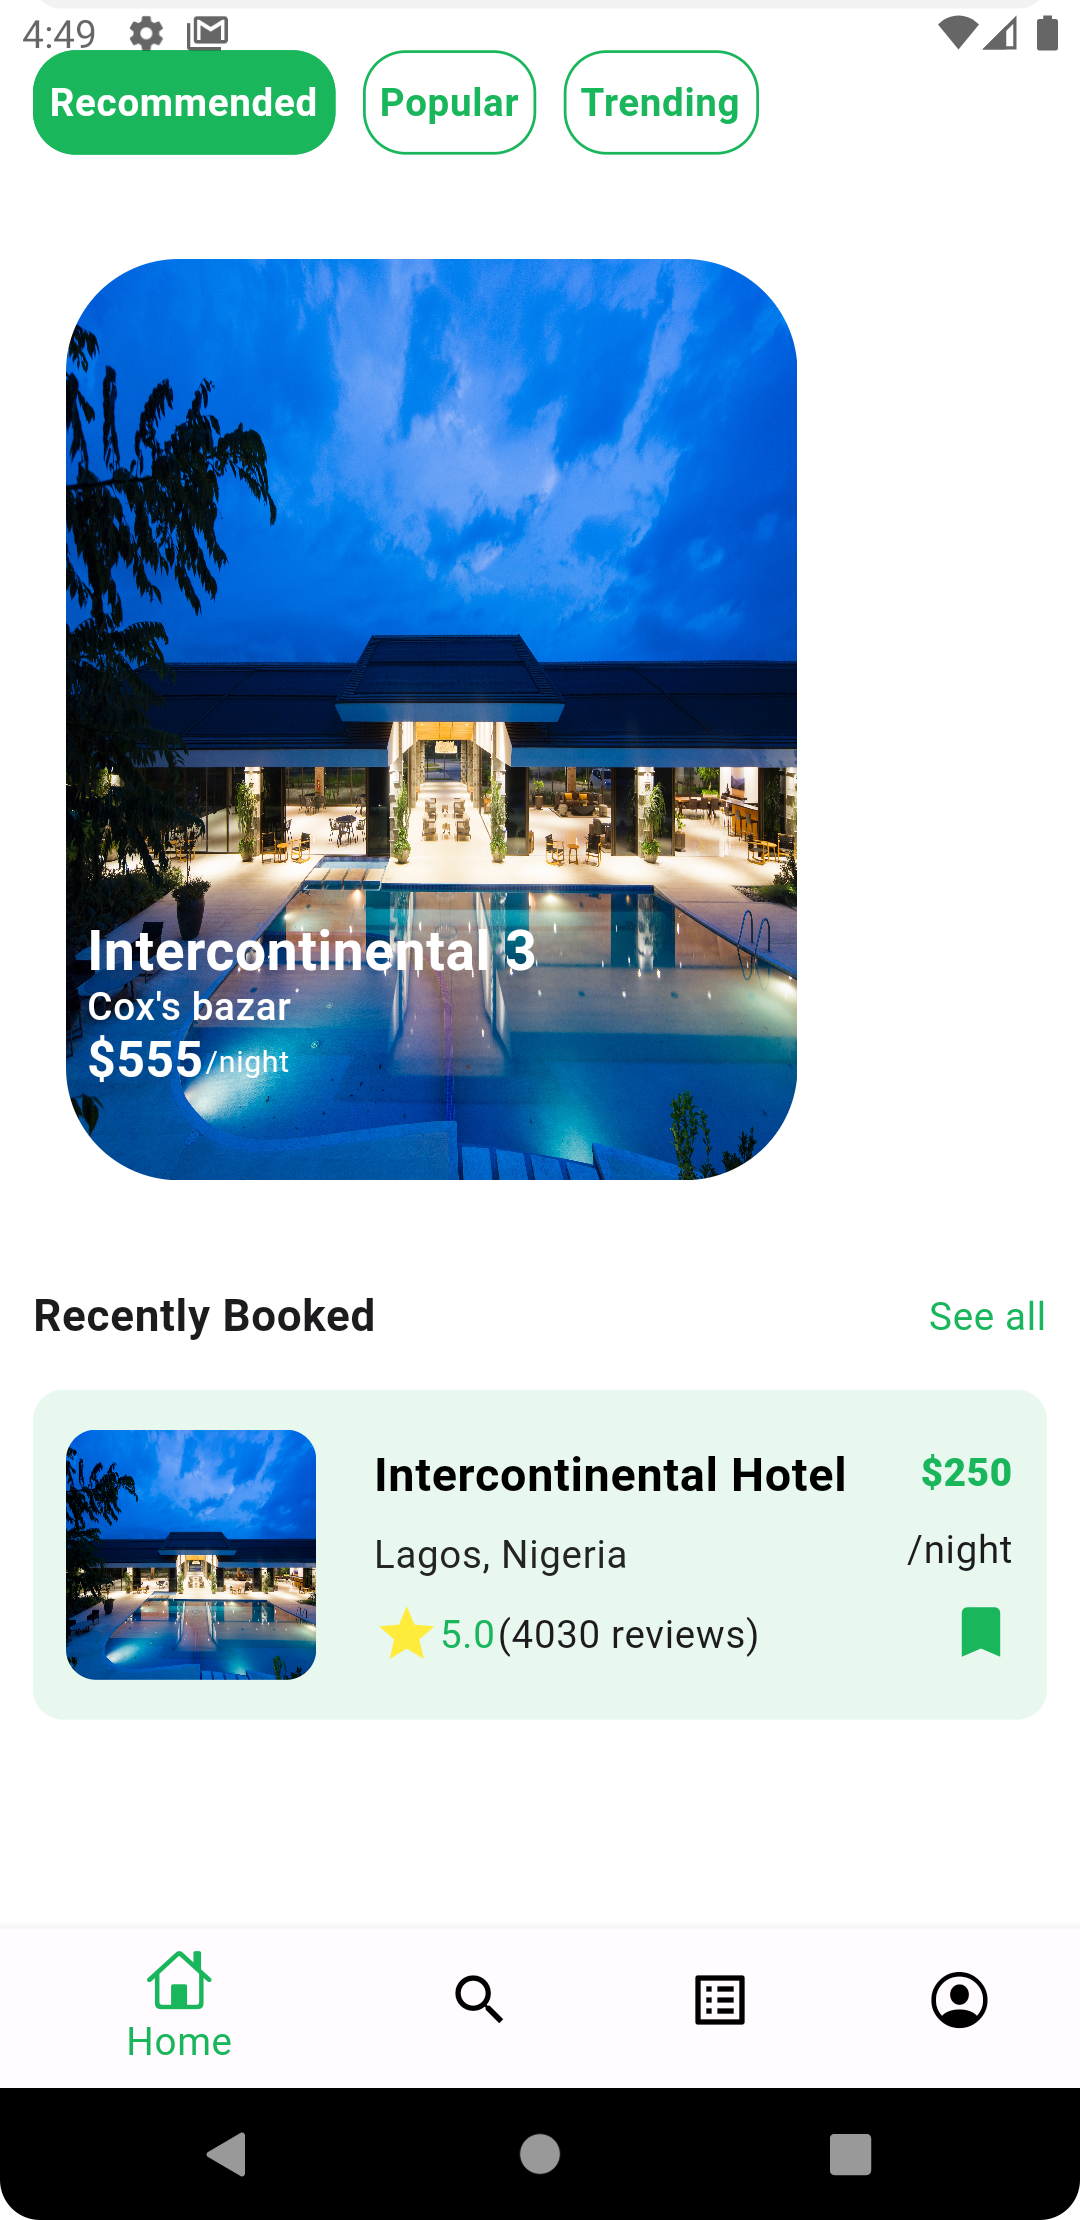 4:49
Recommended Popular Trending
Intercontinental 3
Cox's bazar
$555/night
Recently Booked See all
Intercontinental Hotel $250
Lagos, Nigeria /night
5.0(4030 reviews)
Home